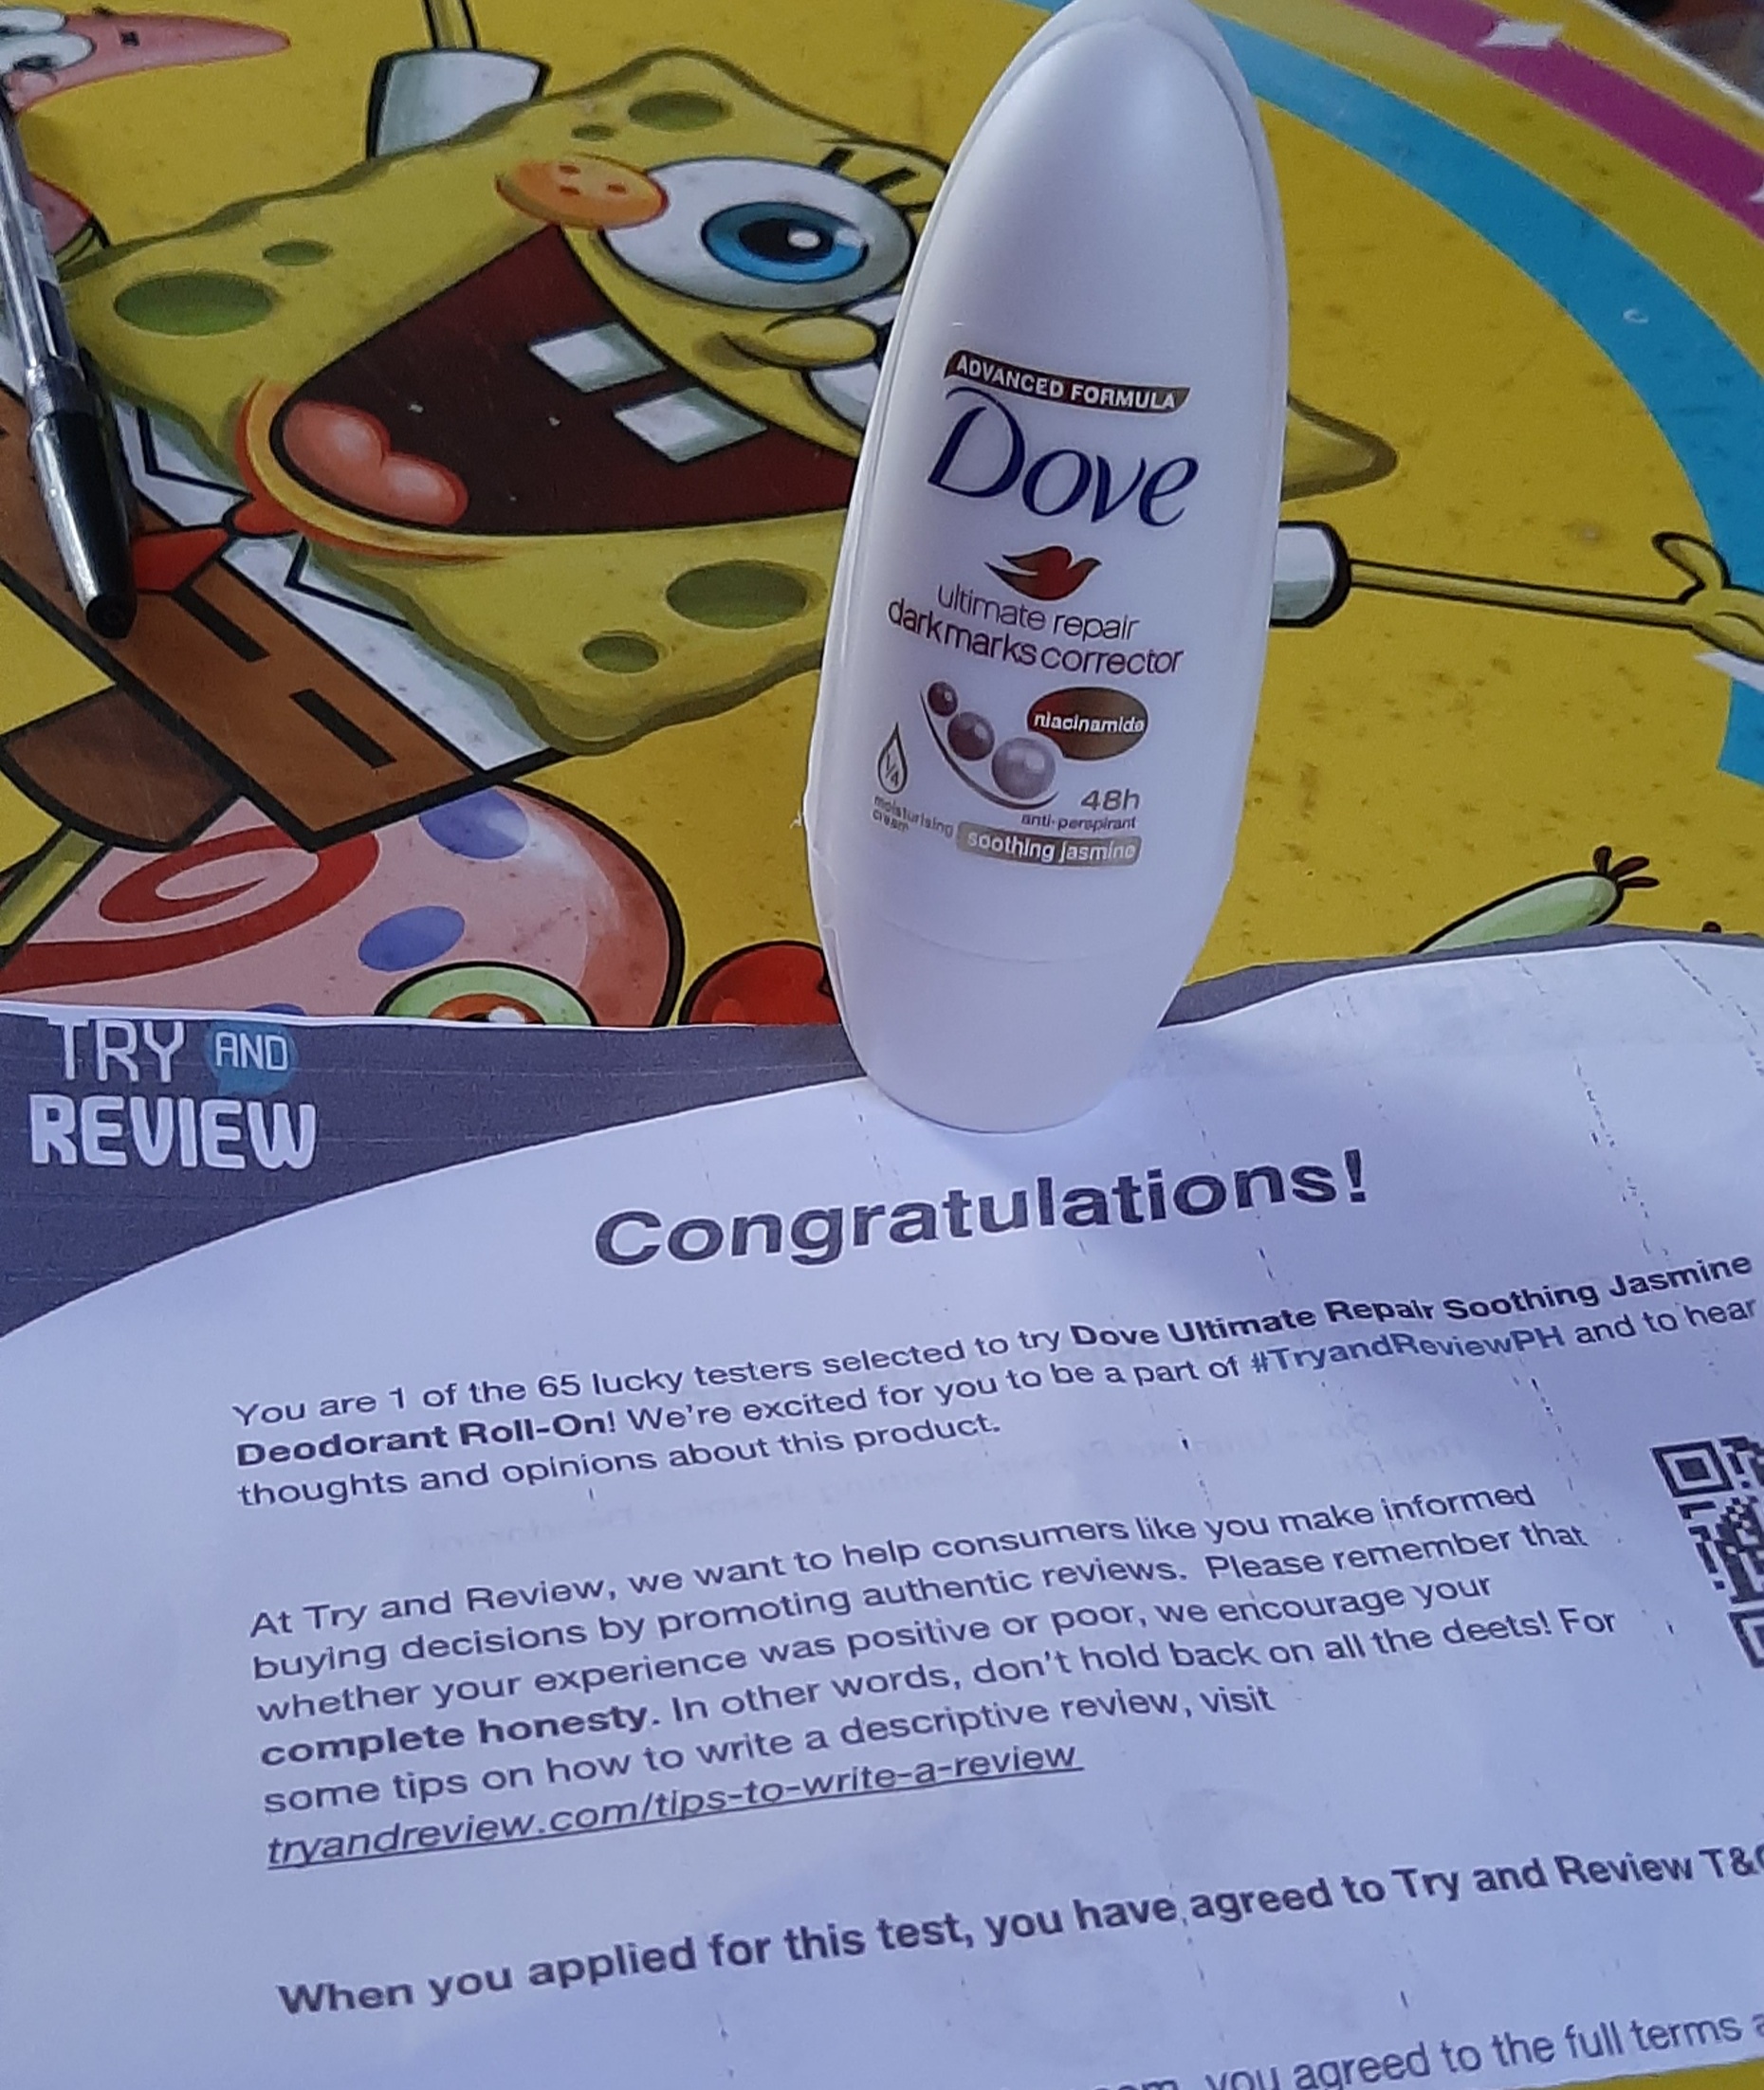 ADVANCED FORMULA
Dove
ultimate repair
dark marks corrector
niacinamide
1/4
moisturising
cream
48h
anti-perspirant
soothing jasmine
TRY AND
REVIEW
Congratulations!
You are 1 of the 65 lucky testers selected to try Dove Ultimate Repair Soothing Jasmine
Deodorant Roll-On! We're excited for you to be a part of #TryandReviewPH and to hear
thoughts and opinions about this product.
At Try and Review, we want to help consumers like you make informed
buying decisions by promoting authentic reviews. Please remember that
whether your experience was positive or poor, we encourage your
complete honesty. In other words, don't hold back on all the deets! For
some tips on how to write a descriptive review, visit
tryandreview.com/tips-to-write-a-review
When you applied for this test, you have agreed to Try and Review T&C
you agreed to the full terms